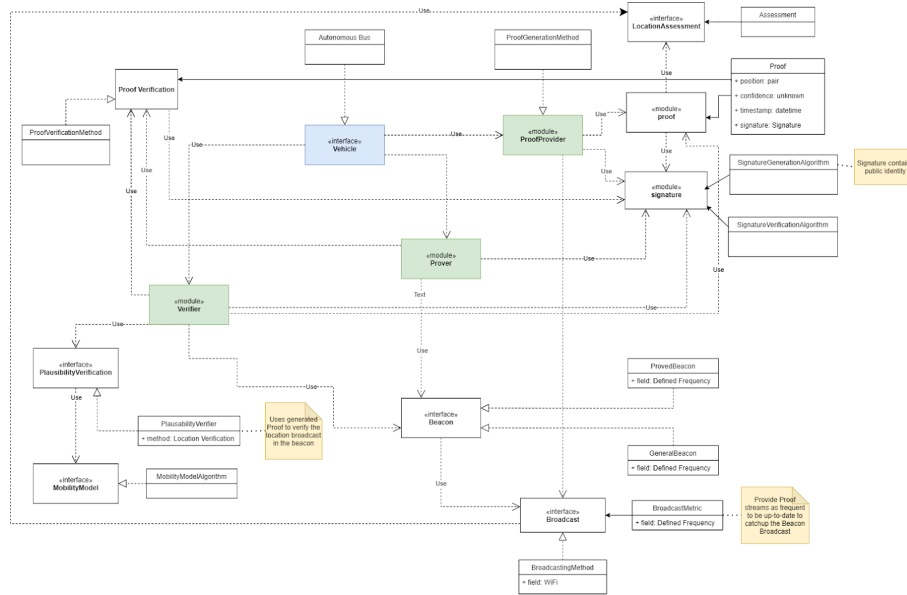 Use
«interface»
LocationAssessment
Assessment
Autonomous Bus
ProofGenerationMethod
Use
Proof
+ position: pair
+ confidence: unknown
+ timestamp: datetime
+ signature: Signature
Proof Verification
«module»
proof
ProofVerificationMethod
«interface»
Vehicle
Use
«module»
ProofProvider
Use
Use
Use
Use
Use
SignatureGenerationAlgorithm
Signature contai
public identity
«module»
signature
Use
SignatureVerificationAlgorithm
«module»
Prover
Use
Use
Use
Text
«module»
Verifier
Use
Use
Use
«interface»
PlausibilityVerification
Use
ProvedBeacon
+ field: Defined Frequency
Use
Use
PlausabilityVerifier
+ method: Location Verification
Uses generated
Proof to verify the
location broadcast
in the beacon
«interface»
Beacon
GeneralBeacon
+ field: Defined Frequency
«interface»
MobilityModel
MobilityModelAlgorithm
Use
«interface»
Broadcast
BroadcastMetric
+ field: Defined Frequency
Provide Proof
streams as frequent
to be up-to-date to
catchup the Beacon
Broadcast
BroadcastingMethod
+ field: WiFi